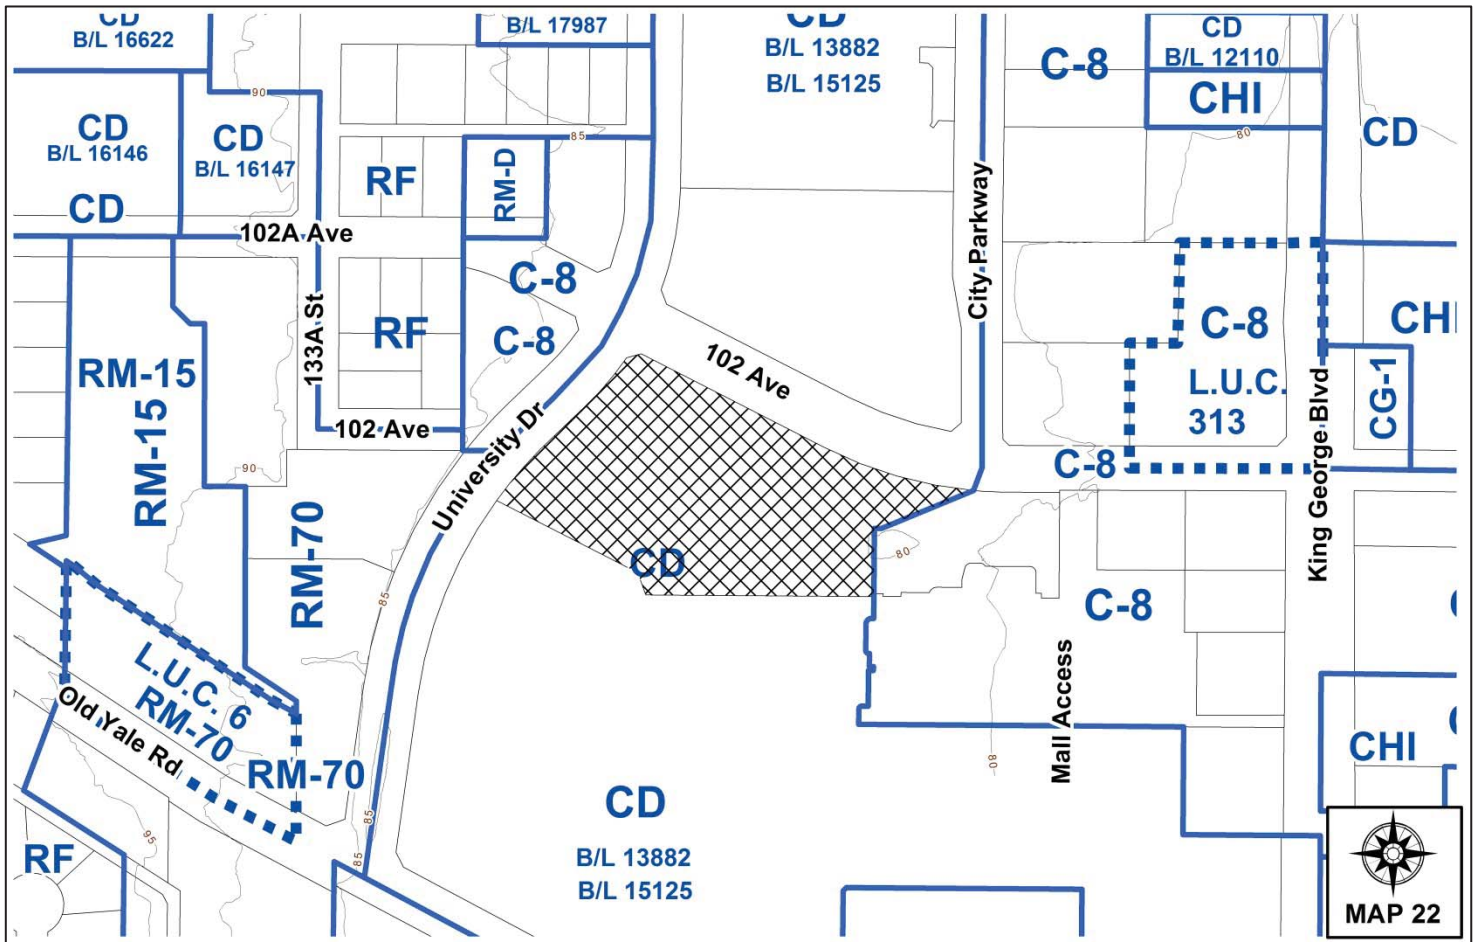 CD
B/L 16622
B/L 17987
CD
B/L 13882
B/L 15125
C-8
CD
B/L 12110
CHI
CD
90
85
80
CD
B/L 16146
CD
B/L 16147
CD
RF
RM-D
102A Ave
C-8
C-8
RF
133A St
102 Ave
City Parkway
102 Ave
C-8
L.U.C.
313
King George Blvd
CG-1
C-8
RM-15
RM-15
90
RM-70
University Dr
CD
80
C-8
85
L.U.C. 6
RM-70
Old Yale Rd
RM-70
Mall Access
80
CHI
CD
B/L 13882
B/L 15125
85
85
95
RF
MAP 22